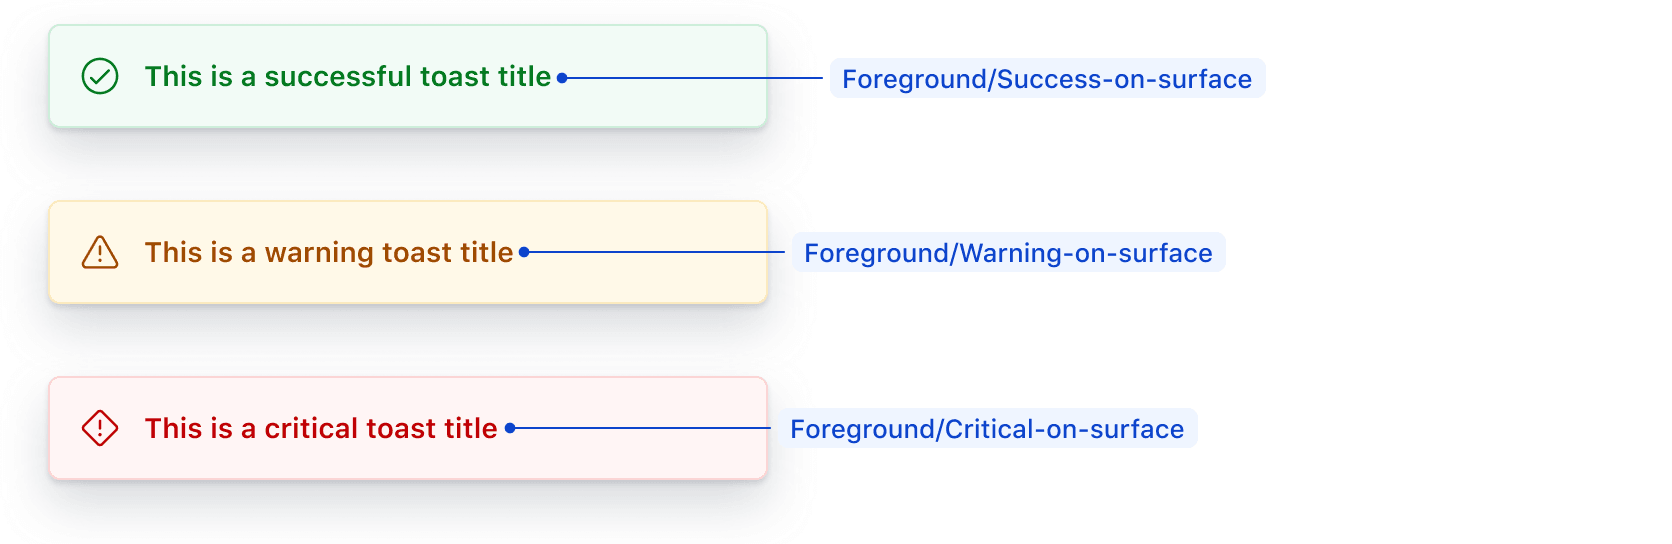 This is a successful toast title
Foreground/Success-on-surface
This is a warning toast title
Foreground/Warning-on-surface
This is a critical toast title
Foreground/Critical-on-surface